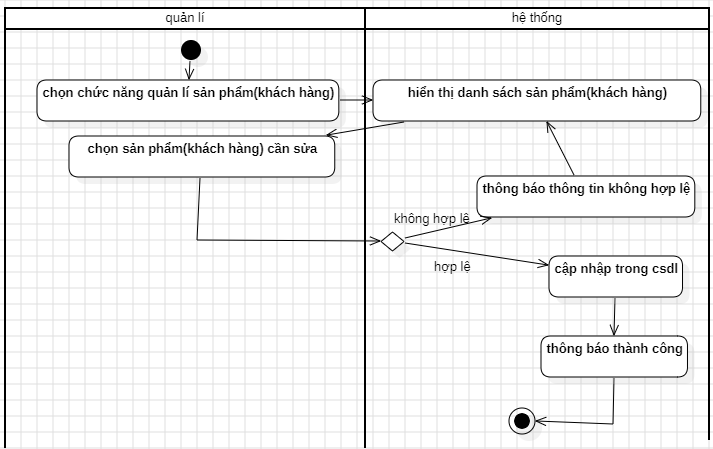 quản lí
hệ thống
chọn chức năng quản lí sản phẩm(khách hàng)
hiển thị danh sách sản phẩm(khách hàng)
chọn sản phẩm(khách hàng) cần sửa
thông báo thông tin không hợp lệ
không hợp lệ
hợp lệ
cập nhập trong csdl
thông báo thành công